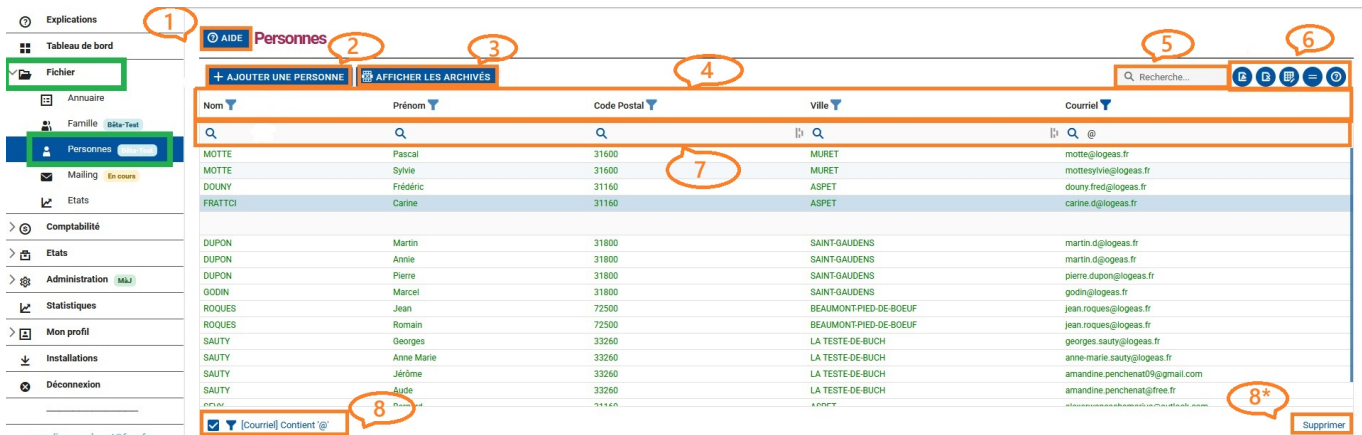 Explications
Tableau de bord
Fichier
Annuaire
Famille Bêta-Test
Personnes Bêta-Test
Mailing En cours
Etats
Comptabilité
Etats
Administration MàJ
Statistiques
Mon profil
Installations
Déconnexion
1
AIDE Personnes
2
3
4
5
6
+ AJOUTER UNE PERSONNE AFFICHER LES ARCHIVÉS Recherche...
Nom Prénom Code Postal Ville Courriel
@
7
MOTTE Pascal 31600 MURET motte@logeas.fr
MOTTE Sylvie 31600 MURET mottesylvie@logeas.fr
DOUNY Frédéric 31160 ASPET douny.fred@logeas.fr
FRATTCI Carine 31160 ASPET carine.d@logeas.fr
DUPON Martin 31800 SAINT-GAUDENS martin.d@logeas.fr
DUPON Annie 31800 SAINT-GAUDENS martin.d@ogeas.fr
DUPON Pierre 31800 SAINT-GAUDENS pierre.dupon@logeas.fr
GODIN Marcel 31800 SAINT-GAUDENS godin@logeas.fr
ROQUES Jean 72500 BEAUMONT-PIED-DE-BOEUF jean.roques@logeas.fr
ROQUES Romain 72500 BEAUMONT-PIED-DE-BOEUF jean.roques@logeas.fr
SAUTY Georges 33260 LA TESTE-DE-BUCH georges.sauty@logeas.fr
SAUTY Anne Marie 33260 LA TESTE-DE-BUCH anne-marie.sauty@logeas.fr
SAUTY Jérôme 33260 LA TESTE-DE-BUCH amandine.penchenat09@gmail.com
SAUTY Aude 33260 LA TESTE-DE-BUCH amandine.penchenat@free.fr
8
8*
[Courriel] Contient '@' Supprimer